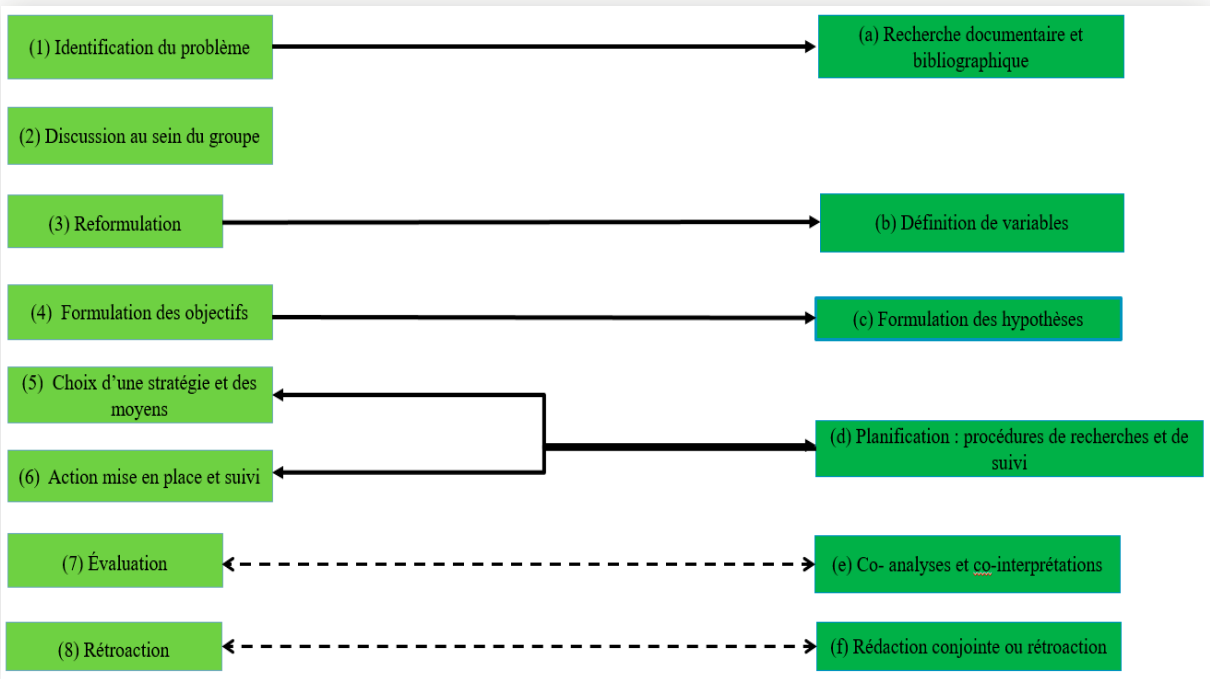 (1) Identification du problème
(a) Recherche documentaire et
bibliographique
(2) Discussion au sein du groupe
(3) Reformulation
(b) Définition de variables
(4) Formulation des objectifs
(c) Formulation des hypothèses
(5) Choix d’une stratégie et des
moyens
(d) Planification : procédures de recherches et de
suivi
(6) Action mise en place et suivi
(7) Évaluation
(e) Co- analyses et co-interprétations
(8) Rétroaction
(f) Rédaction conjointe ou rétroaction